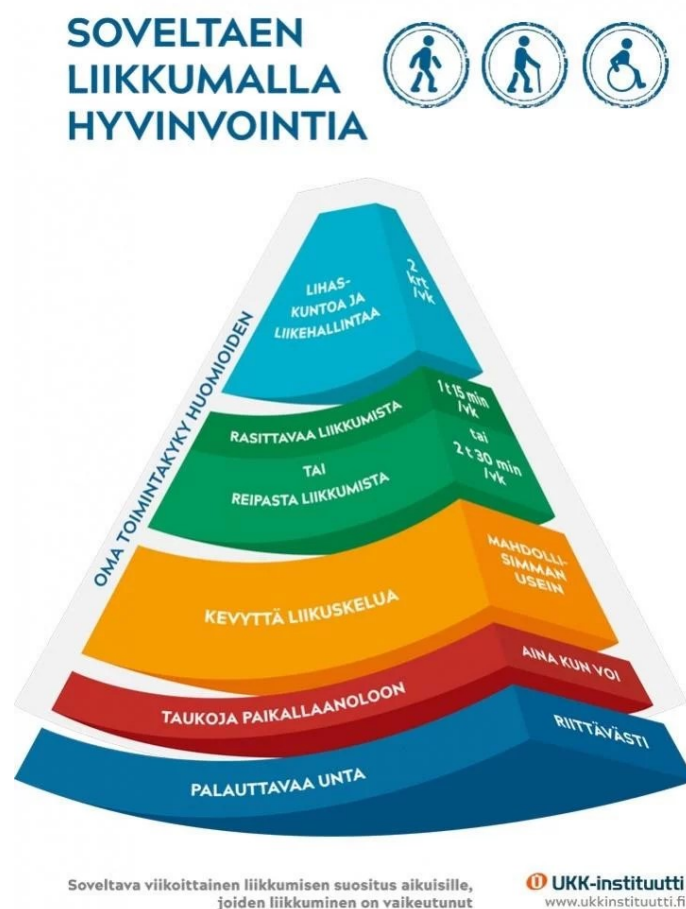 SOVELTAEN
LIIKKUMALLA
HYVINVOINTIA
OMA TOIMINTAKYKY HUOMIOIDEN
LIHAS-
KUNTOA JA
LIIKEHALLINTAA
2
krt
/vk
RASITTAVAA LIIKKUMISTA
1 t 15 min
/vk
TAI
tai
REIPASTA LIIKKUMISTA
2 t 30 min
/vk
KEVYTTÄ LIIKUSKELUA
MAHDOLLI-
SIMMAN
USEIN
TAUKOJA PAIKALLAANOLOON
AINA KUN VOI
PALAUTTAVAA UNTA
RIITTÄVÄSTI
Soveltava viikoittainen liikkumisen suositus aikuisille,
joiden liikkuminen on vaikeutunut
UKK-instituutti
www.ukkinstituutti.fi